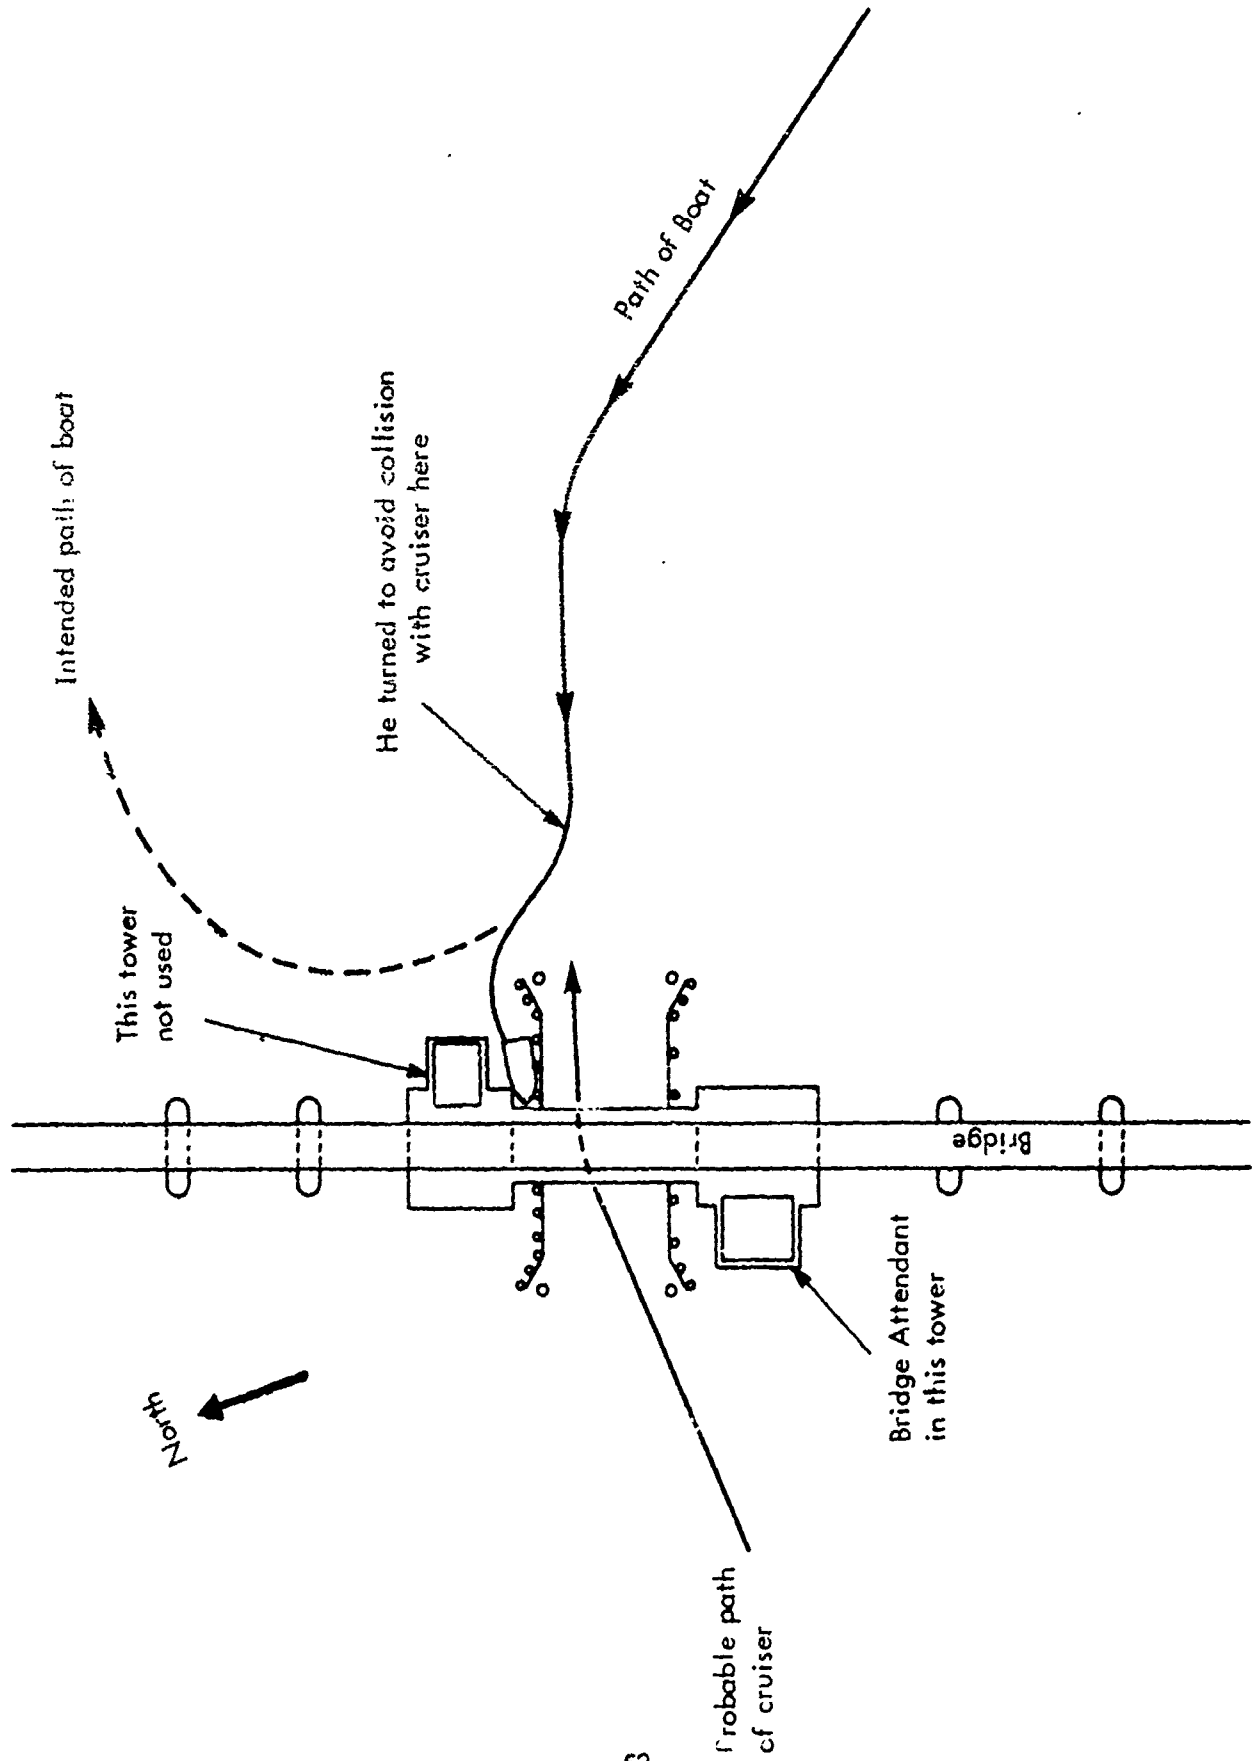 Intended path of boat
He turned to avoid collision
with cruiser here
Path of Boat
This tower
not used
Bridge
North
Bridge Attendant
in this tower
Probable path
of cruiser